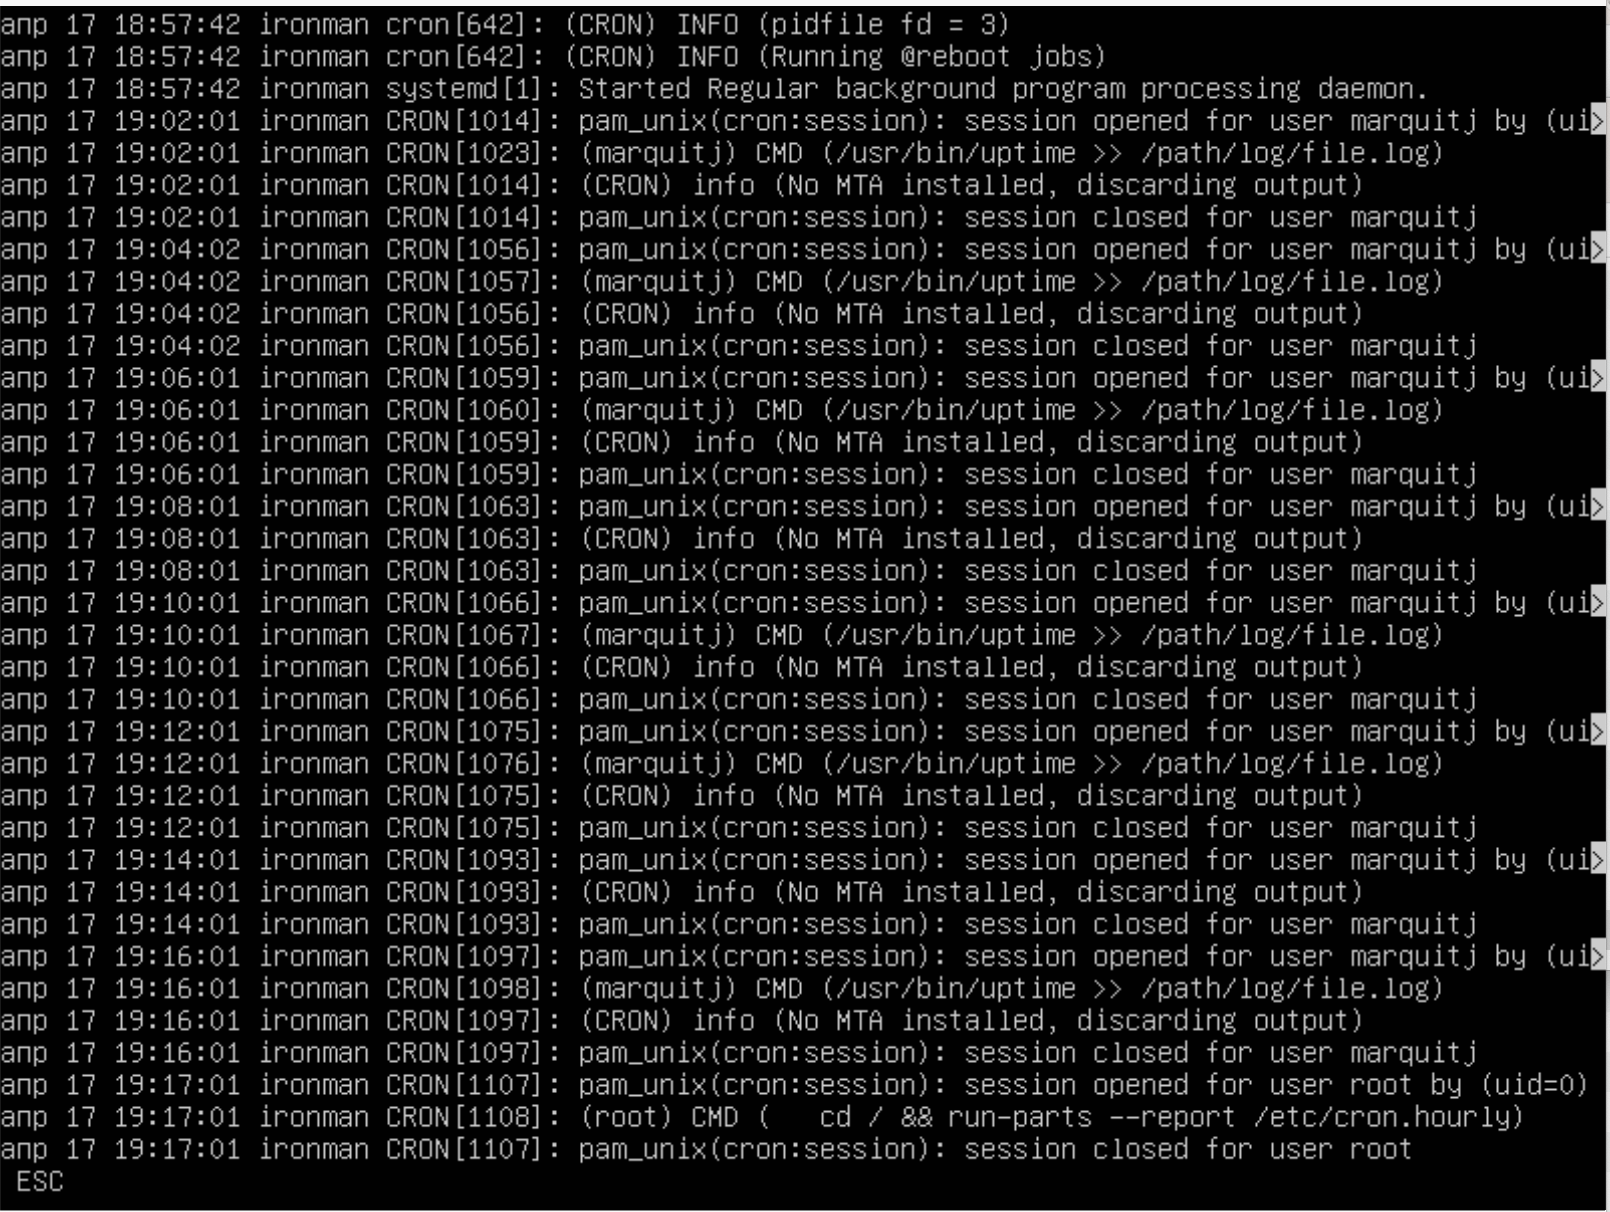 апр 17 18:57:42 ironman cron[642]: (CRON) INFO (pidfile fd = 3)
апр 17 18:57:42 ironman cron[642]: (CRON) INFO (Running @reboot jobs)
апр 17 18:57:42 ironman systemd[1]: Started Regular background program processing daemon.
апр 17 19:02:01 ironman CRON[1014]: pam_unix(cron:session): session opened for user marquitj by (ui>
апр 17 19:02:01 ironman CRON[1023]: (marquitj) CMD (/usr/bin/uptime >> /path/log/file.log)
апр 17 19:02:01 ironman CRON[1014]: (CRON) info (No MTA installed, discarding output)
апр 17 19:02:01 ironman CRON[1014]: pam_unix(cron:session): session closed for user marquitj
апр 17 19:04:02 ironman CRON[1056]: pam_unix(cron:session): session opened for user marquitj by (ui>
апр 17 19:04:02 ironman CRON[1057]: (marquitj) CMD (/usr/bin/uptime >> /path/log/file.log)
апр 17 19:04:02 ironman CRON[1056]: (CRON) info (No MTA installed, discarding output)
апр 17 19:04:02 ironman CRON[1056]: pam_unix(cron:session): session closed for user marquitj
апр 17 19:06:01 ironman CRON[1059]: pam_unix(cron:session): session opened for user marquitj by (ui>
апр 17 19:06:01 ironman CRON[1060]: (marquitj) CMD (/usr/bin/uptime >> /path/log/file.log)
апр 17 19:06:01 ironman CRON[1059]: (CRON) info (No MTA installed, discarding output)
апр 17 19:06:01 ironman CRON[1059]: pam_unix(cron:session): session closed for user marquitj
апр 17 19:08:01 ironman CRON[1063]: pam_unix(cron:session): session opened for user marquitj by (ui>
апр 17 19:08:01 ironman CRON[1063]: (CRON) info (No MTA installed, discarding output)
апр 17 19:08:01 ironman CRON[1063]: pam_unix(cron:session): session closed for user marquitj
апр 17 19:10:01 ironman CRON[1066]: pam_unix(cron:session): session opened for user marquitj by (ui>
апр 17 19:10:01 ironman CRON[1067]: (marquitj) CMD (/usr/bin/uptime >> /path/log/file.log)
апр 17 19:10:01 ironman CRON[1066]: (CRON) info (No MTA installed, discarding output)
апр 17 19:10:01 ironman CRON[1066]: pam_unix(cron:session): session closed for user marquitj
апр 17 19:12:01 ironman CRON[1075]: pam_unix(cron:session): session opened for user marquitj by (ui>
апр 17 19:12:01 ironman CRON[1076]: (marquitj) CMD (/usr/bin/uptime >> /path/log/file.log)
апр 17 19:12:01 ironman CRON[1075]: (CRON) info (No MTA installed, discarding output)
апр 17 19:12:01 ironman CRON[1075]: pam_unix(cron:session): session closed for user marquitj
апр 17 19:14:01 ironman CRON[1093]: pam_unix(cron:session): session opened for user marquitj by (ui>
апр 17 19:14:01 ironman CRON[1093]: (CRON) info (No MTA installed, discarding output)
апр 17 19:14:01 ironman CRON[1093]: pam_unix(cron:session): session closed for user marquitj
апр 17 19:16:01 ironman CRON[1097]: pam_unix(cron:session): session opened for user marquitj by (ui>
апр 17 19:16:01 ironman CRON[1098]: (marquitj) CMD (/usr/bin/uptime >> /path/log/file.log)
апр 17 19:16:01 ironman CRON[1097]: (CRON) info (No MTA installed, discarding output)
апр 17 19:16:01 ironman CRON[1097]: pam_unix(cron:session): session closed for user marquitj
апр 17 19:17:01 ironman CRON[1107]: pam_unix(cron:session): session opened for user root by (uid=0)
апр 17 19:17:01 ironman CRON[1108]: (root) CMD (   cd / && run-parts --report /etc/cron.hourly)
апр 17 19:17:01 ironman CRON[1107]: pam_unix(cron:session): session closed for user root
ESC